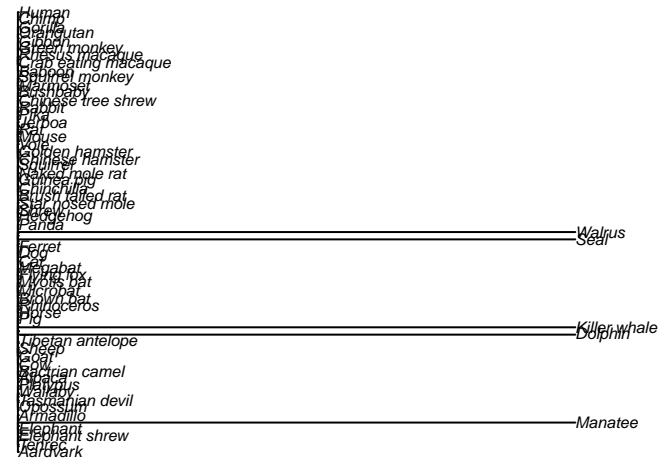 Human
Chimp
Gorilla
Orangutan
Gibbon
Green monkey
Rhesus macaque
Crab eating macaque
Baboon
Squirrel monkey
Marmoset
Bushbaby
Chinese tree shrew
Rabbit
Pika
Jerboa
Rat
Mouse
Vole
Golden hamster
Chinese hamster
Squirrel
Naked mole rat
Guinea pig
Chinchilla
Brush tailed rat
Star nosed mole
Shrew
Hedgehog
Panda
Walrus
Seal
Ferret
Dog
Cat
Megabat
Flying fox
Myotis bat
Microbat
Brown bat
Rhinoceros
Horse
Pig
Killer whale
Dolphin
Tibetan antelope
Sheep
Goat
Cow
Bactrian camel
Alpaca
Platypus
Wallaby
Tasmanian devil
Opossum
Armadillo
Manatee
Elephant
Elephant shrew
Tenrec
Aardvark